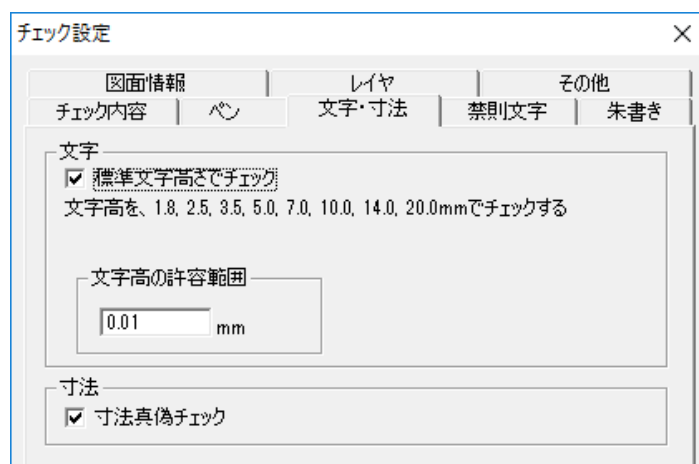 チェック設定
図面情報 レイヤ その他
チェック内容 ペン 文字・寸法 禁則文字 朱書き
文字
標準文字高さでチェック
文字高を、1.8, 2.5, 3.5, 5.0, 7.0, 10.0, 14.0, 20.0mmでチェックする
文字高の許容範囲
0.01 mm
寸法
寸法真偽チェック